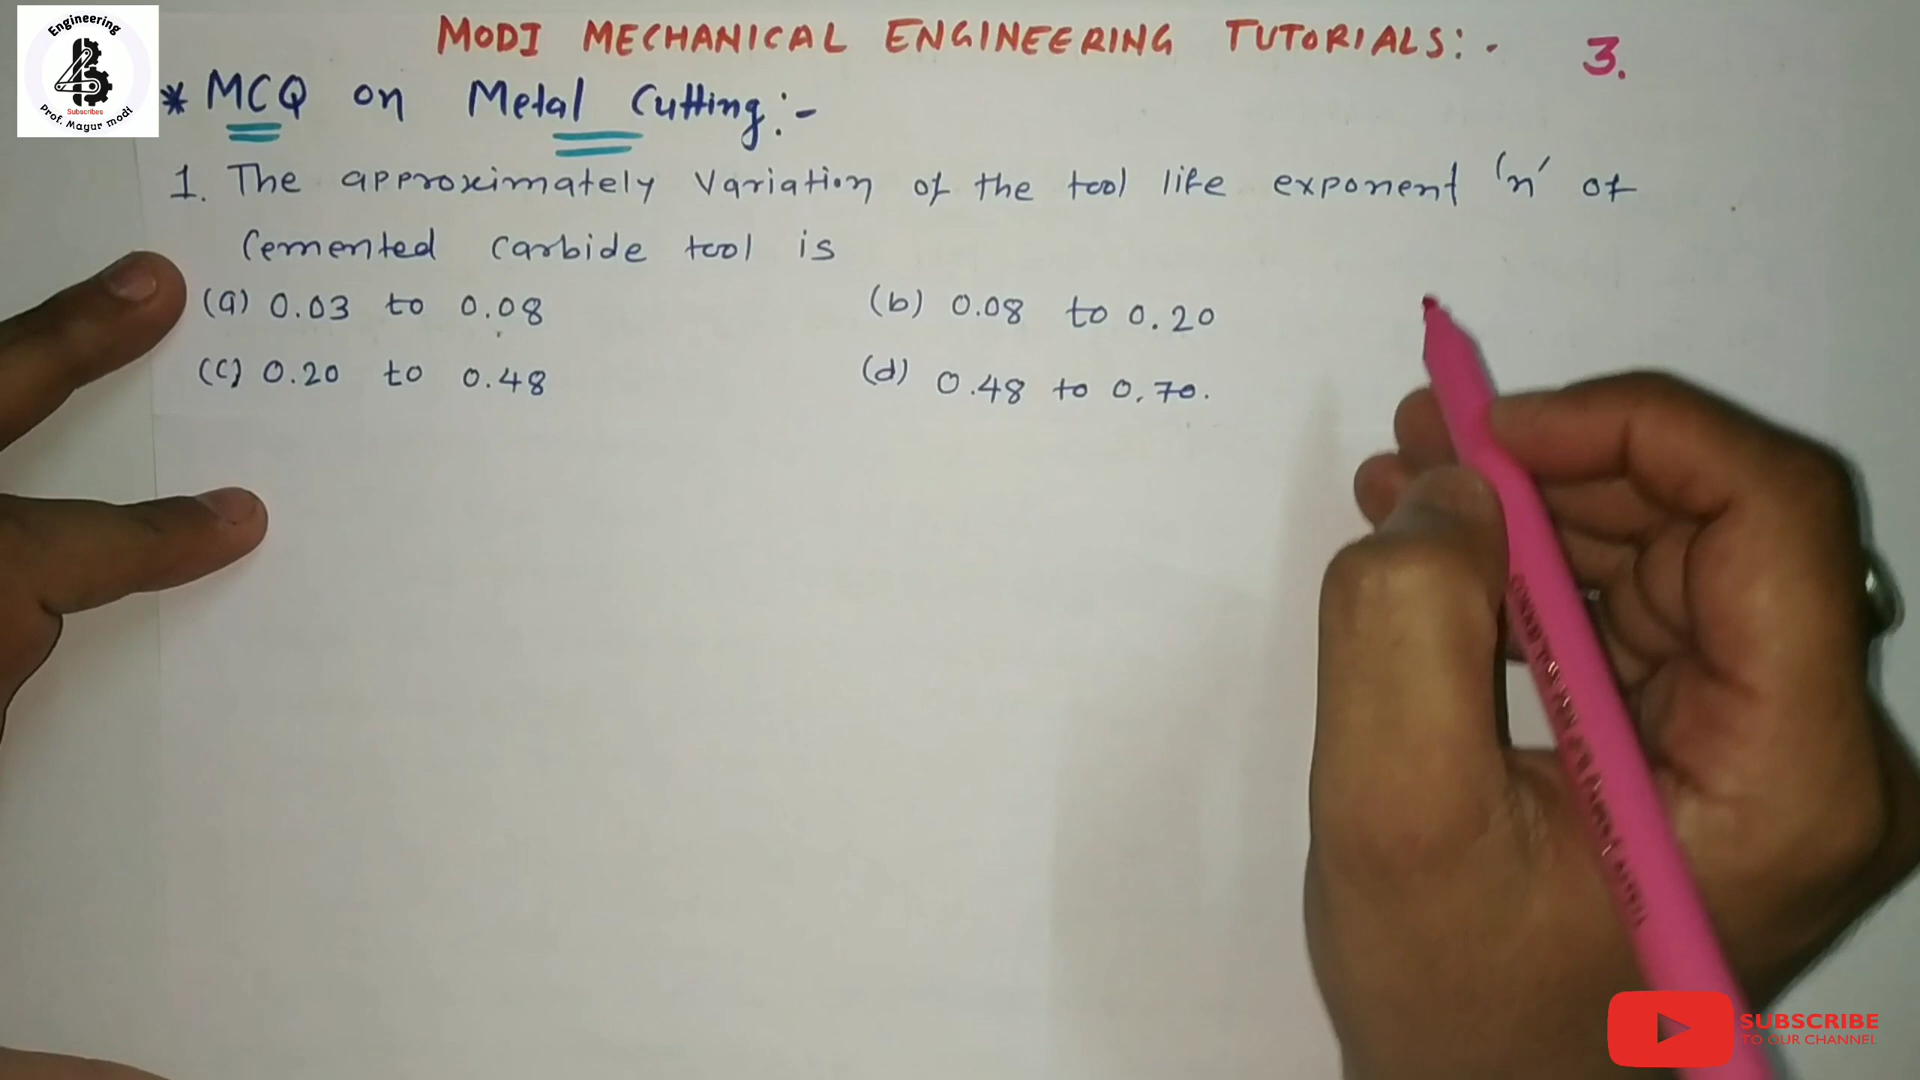 Engineering
Subscribes
Prof. Mayur modi
MODI MECHANICAL ENGINEERING TUTORIALS:-
3.
* MCQ on Metal Cutting:-
1. The approximately variation of the tool life exponent 'n' of
Cemented carbide tool is
(a) 0.03 to 0.08 (b) 0.08 to 0.20
(c) 0.20 to 0.48 (d) 0.48 to 0.70.
SUBSCRIBE
TO OUR CHANNEL